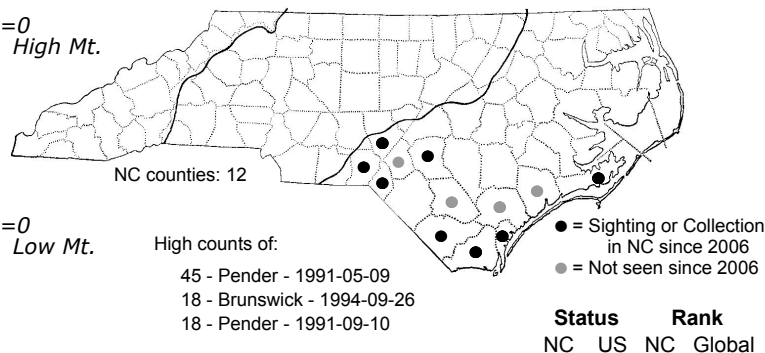 =0
High Mt.
NC counties: 12
=0
Low Mt.
High counts of:
45 - Pender - 1991-05-09
18 - Brunswick - 1994-09-26
18 - Pender - 1991-09-10
= Sighting or Collection
in NC since 2006
= Not seen since 2006
Status Rank
NC US NC Global